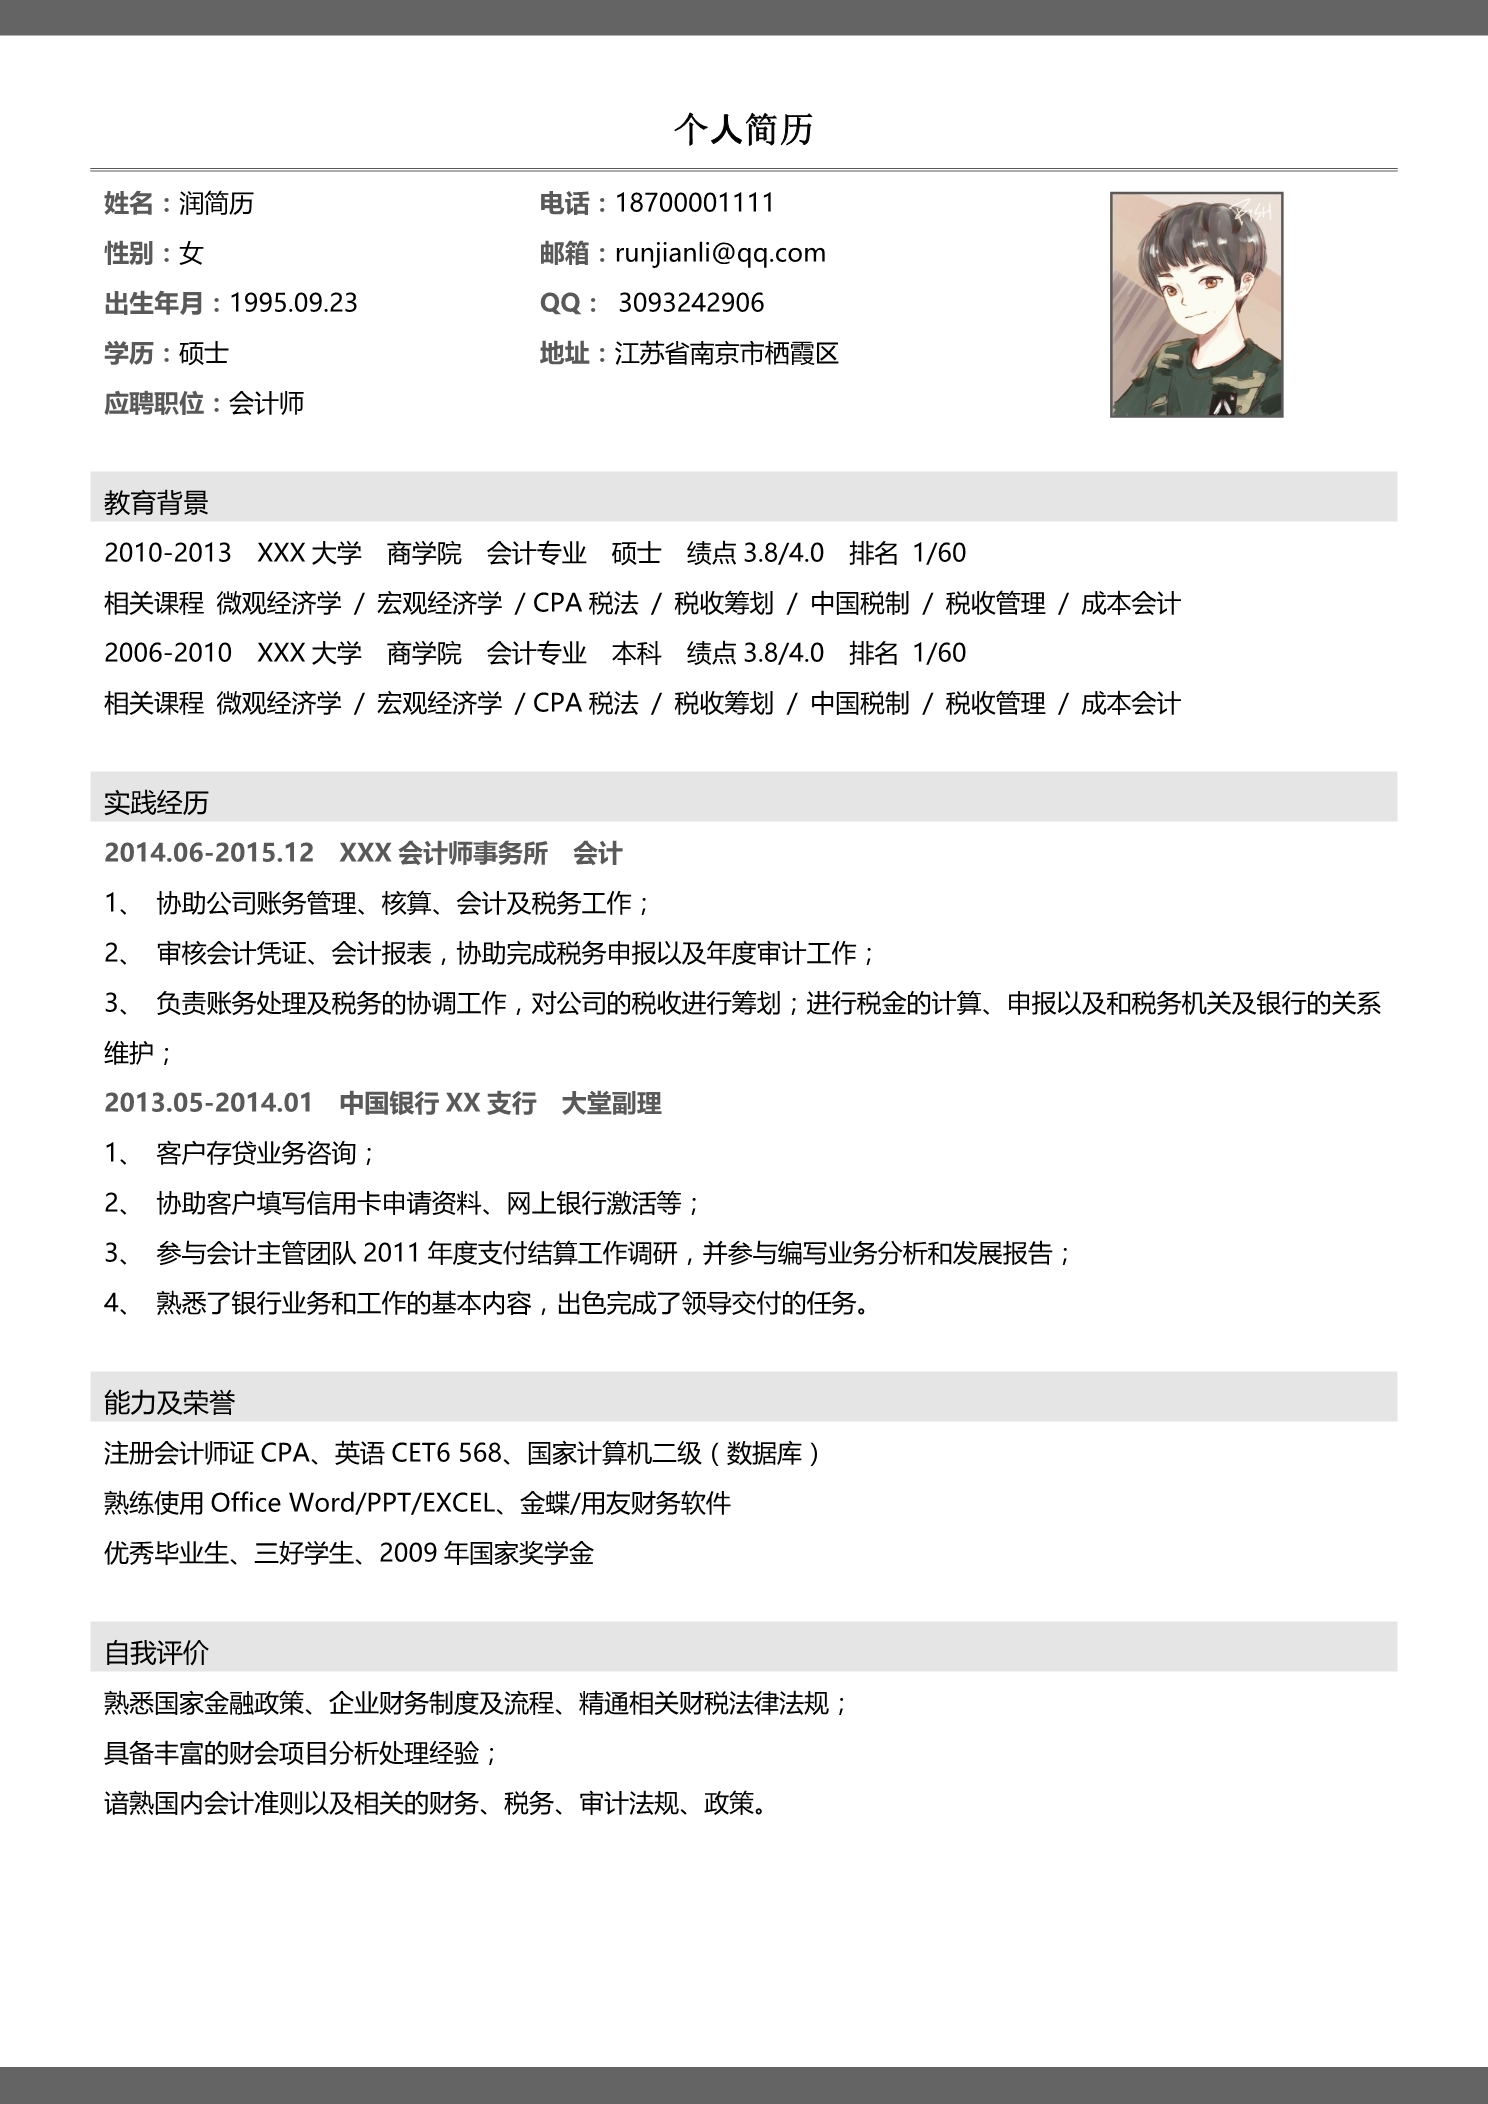 个人简历
姓名：润简历 电话：18700001111
性别：女 邮箱：runjianli@qq.com
出生年月：1995.09.23 QQ： 3093242906
学历：硕士 地址：江苏省南京市栖霞区
应聘职位：会计师
教育背景
2010-2013 XXX 大学 商学院 会计专业 硕士 绩点 3.8/4.0 排名 1/60
相关课程 微观经济学 / 宏观经济学 / CPA 税法 / 税收筹划 / 中国税制 / 税收管理 / 成本会计
2006-2010 XXX 大学 商学院 会计专业 本科 绩点 3.8/4.0 排名 1/60
相关课程 微观经济学 / 宏观经济学 / CPA 税法 / 税收筹划 / 中国税制 / 税收管理 / 成本会计
实践经历
2014.06-2015.12 XXX 会计师事务所 会计
1、 协助公司账务管理、核算、会计及税务工作；
2、 审核会计凭证、会计报表，协助完成税务申报以及年度审计工作；
3、 负责账务处理及税务的协调工作，对公司的税收进行筹划；进行税金的计算、申报以及和税务机关及银行的关系
维护；
2013.05-2014.01 中国银行 XX 支行 大堂副理
1、 客户存贷业务咨询；
2、 协助客户填写信用卡申请资料、网上银行激活等；
3、 参与会计主管团队 2011 年度支付结算工作调研，并参与编写业务分析和发展报告；
4、 熟悉了银行业务和工作的基本内容，出色完成了领导交付的任务。
能力及荣誉
注册会计师证 CPA、英语 CET6 568、国家计算机二级（数据库）
熟练使用 Office Word/PPT/EXCEL、金蝶/用友财务软件
优秀毕业生、三好学生、2009 年国家奖学金
自我评价
熟悉国家金融政策、企业财务制度及流程、精通相关财税法律法规；
具备丰富的财会项目分析处理经验；
谙熟国内会计准则以及相关的财务、税务、审计法规、政策。